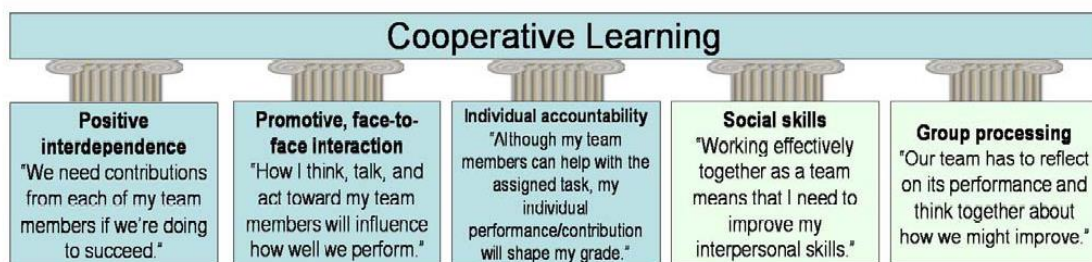 Cooperative Learning
Positive
interdependence
"We need contributions
from each of my team
members if we're doing
to succeed."
Promotive, face-to-
face interaction
"How I think, talk, and
act toward my team
members will influence
how well we perform."
Individual accountability
"Although my team
members can help with the
assigned task, my
individual
performance/contribution
will shape my grade."
Social skills
"Working effectively
together as a team
means that I need to
improve my
interpersonal skills."
Group processing
"Our team has to reflect
on its performance and
think together about
how we might improve."